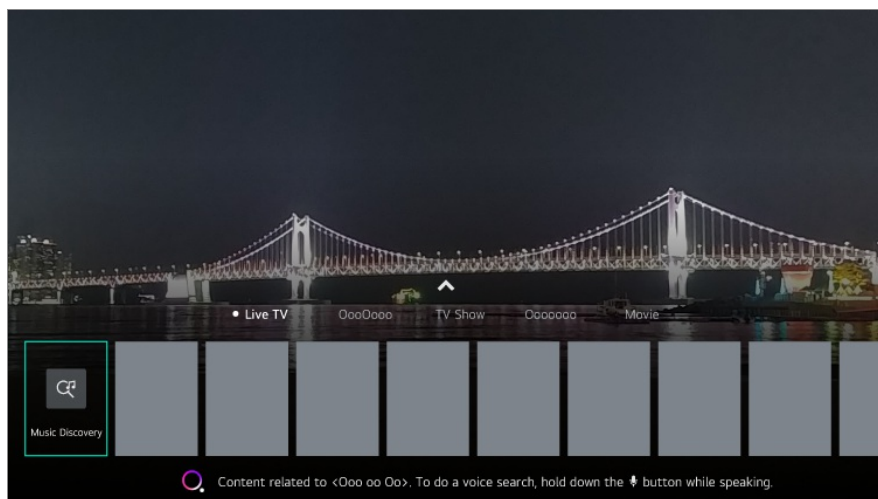 Live TV
OooOooo
TV Show
Ooooooo
Movie
Music Discovery
Content related to <Ooo oo Oo>. To do a voice search, hold down the button while speaking.